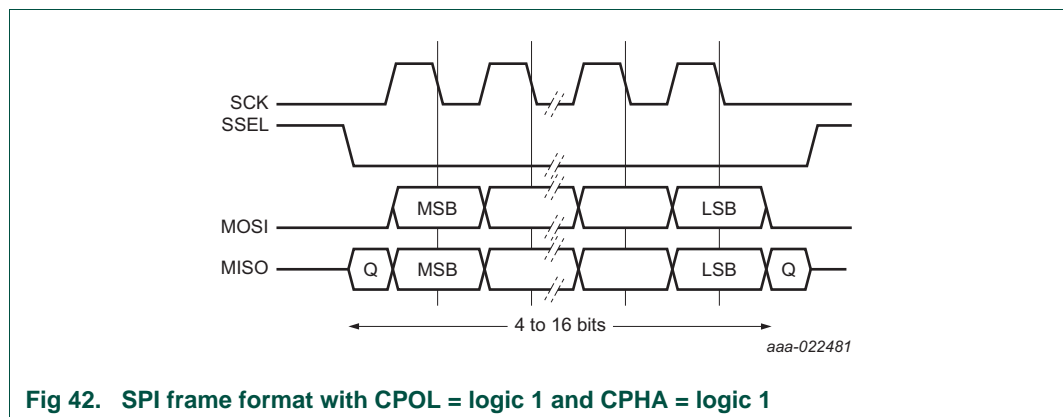 SCK
SSEL
MOSI
MSB
LSB
MISO
Q
MSB
LSB
Q
4 to 16 bits
aaa-022481
Fig 42. SPI frame format with CPOL = logic 1 and CPHA = logic 1